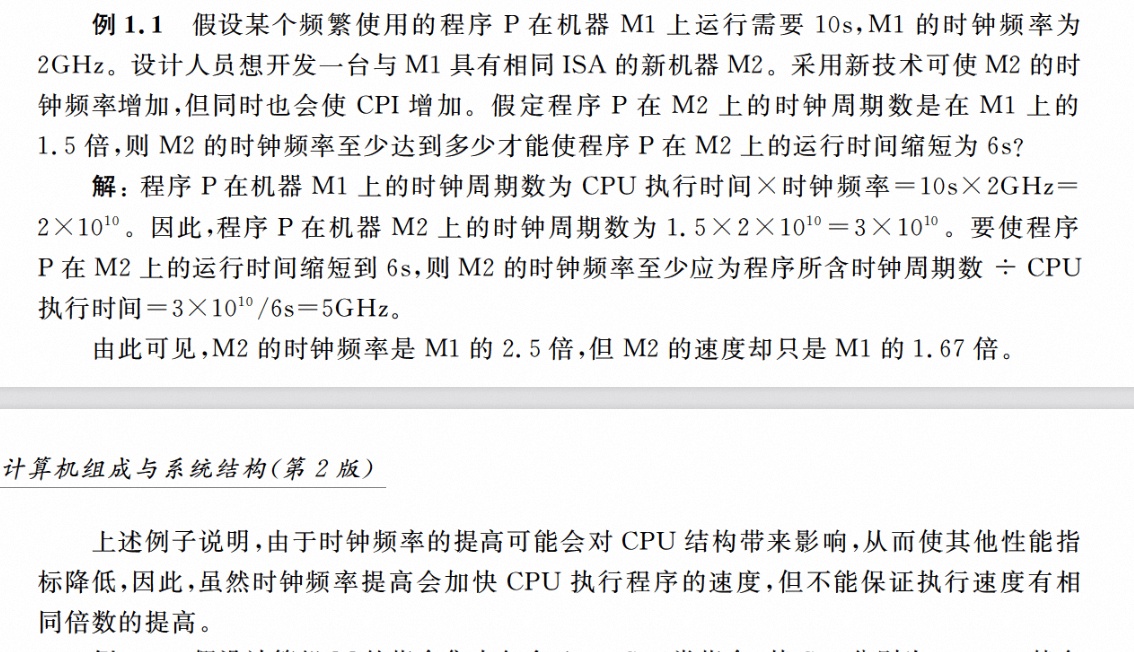 例 1.1 假设某个频繁使用的程序 P 在机器 M1 上运行需要 10s,M1 的时钟频率为
2GHz。设计人员想开发一台与 M1 具有相同 ISA 的新机器 M2。采用新技术可使 M2 的时
钟频率增加,但同时也会使 CPI 增加。假定程序 P 在 M2 上的时钟周期数是在 M1 上的
1.5 倍,则 M2 的时钟频率至少达到多少才能使程序 P 在 M2 上的运行时间缩短为 6s?
解:程序 P 在机器 M1 上的时钟周期数为 CPU 执行时间×时钟频率=10s×2GHz=
2×10¹⁰。因此,程序 P 在机器 M2 上的时钟周期数为 1.5×2×10¹⁰=3×10¹⁰。要使程序
P 在 M2 上的运行时间缩短到 6s,则 M2 的时钟频率至少应为程序所含时钟周期数 ÷ CPU
执行时间=3×10¹⁰/6s=5GHz。
由此可见,M2 的时钟频率是 M1 的 2.5 倍,但 M2 的速度却只是 M1 的 1.67 倍。
计算机组成与系统结构(第 2 版)
上述例子说明,由于时钟频率的提高可能会对 CPU 结构带来影响,从而使其他性能指
标降低,因此,虽然时钟频率提高会加快 CPU 执行程序的速度,但不能保证执行速度有相
同倍数的提高。